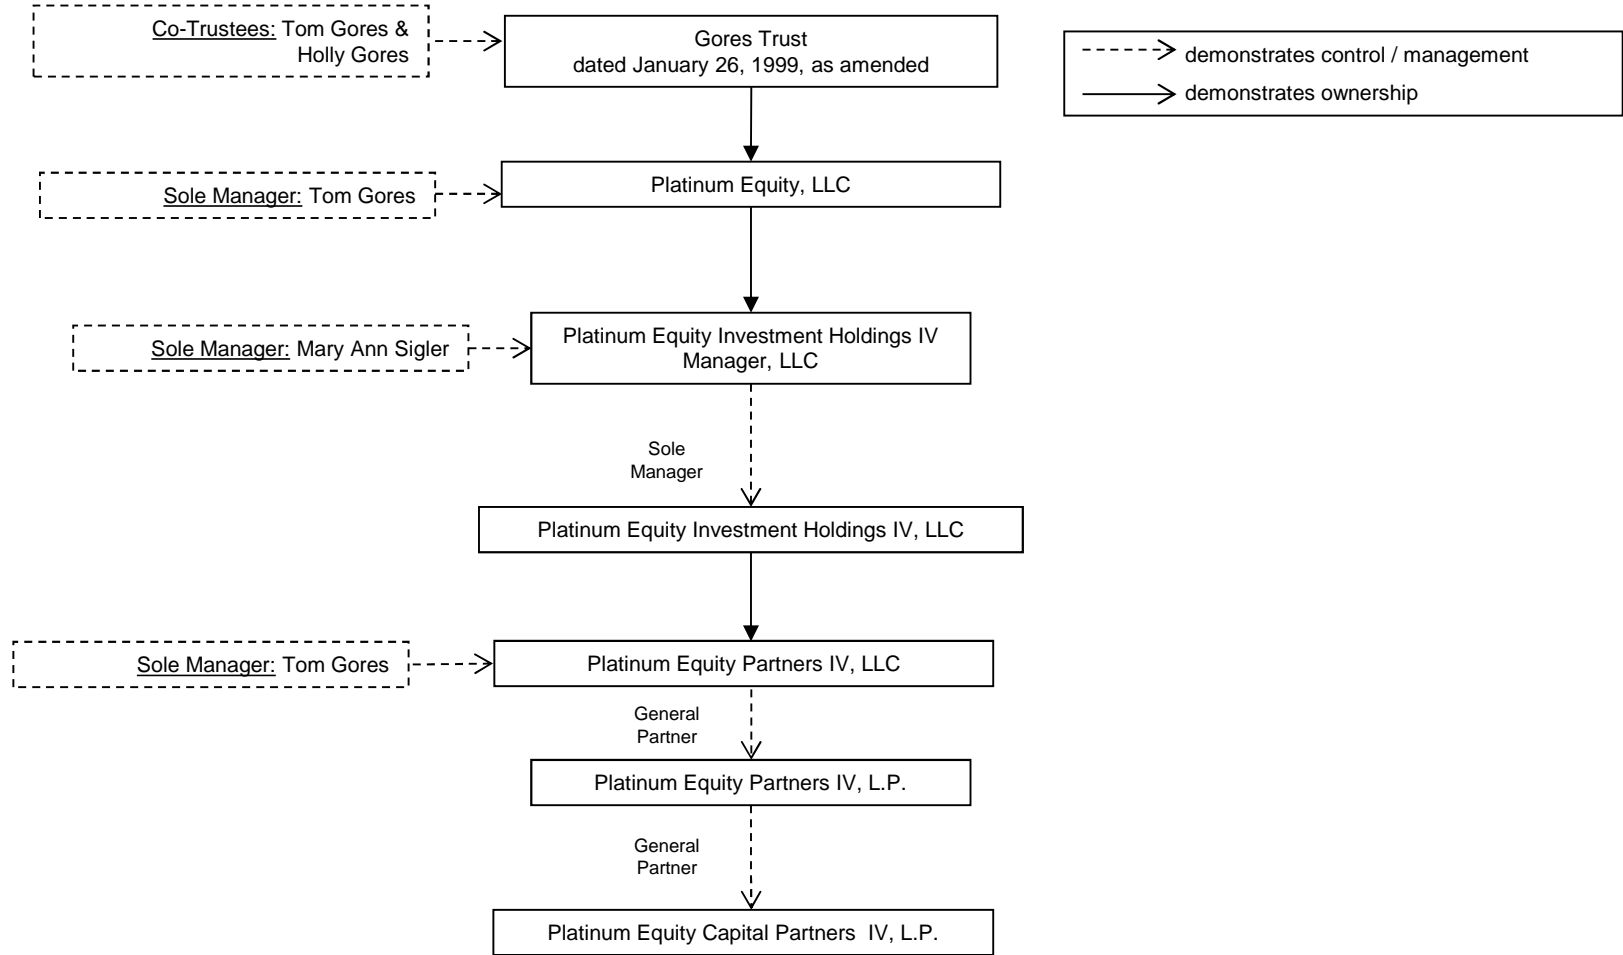 Co-Trustees: Tom Gores &
Holly Gores
Gores Trust
dated January 26, 1999, as amended
demonstrates control / management
demonstrates ownership
Sole Manager: Tom Gores
Platinum Equity, LLC
Sole Manager: Mary Ann Sigler
Platinum Equity Investment Holdings IV
Manager, LLC
Sole
Manager
Platinum Equity Investment Holdings IV, LLC
Sole Manager: Tom Gores
Platinum Equity Partners IV, LLC
General
Partner
Platinum Equity Partners IV, L.P.
General
Partner
Platinum Equity Capital Partners  IV, L.P.